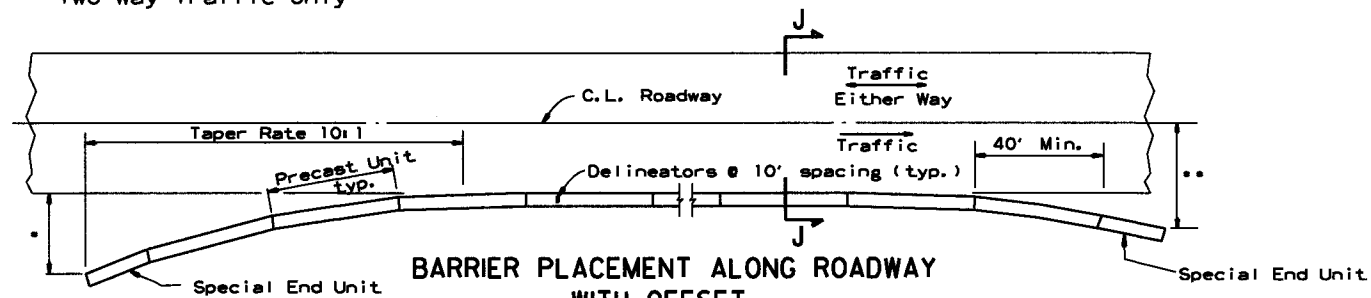 Two Way Traffic Only
J
Traffic
Either Way
C.L. Roadway
Taper Rate 10:1
Traffic
40' Min.
Precast Unit
typ.
Delineators @ 10' spacing (typ.)
**
*
J
BARRIER PLACEMENT ALONG ROADWAY
WITH OFFSET
Special End Unit
Special End Unit